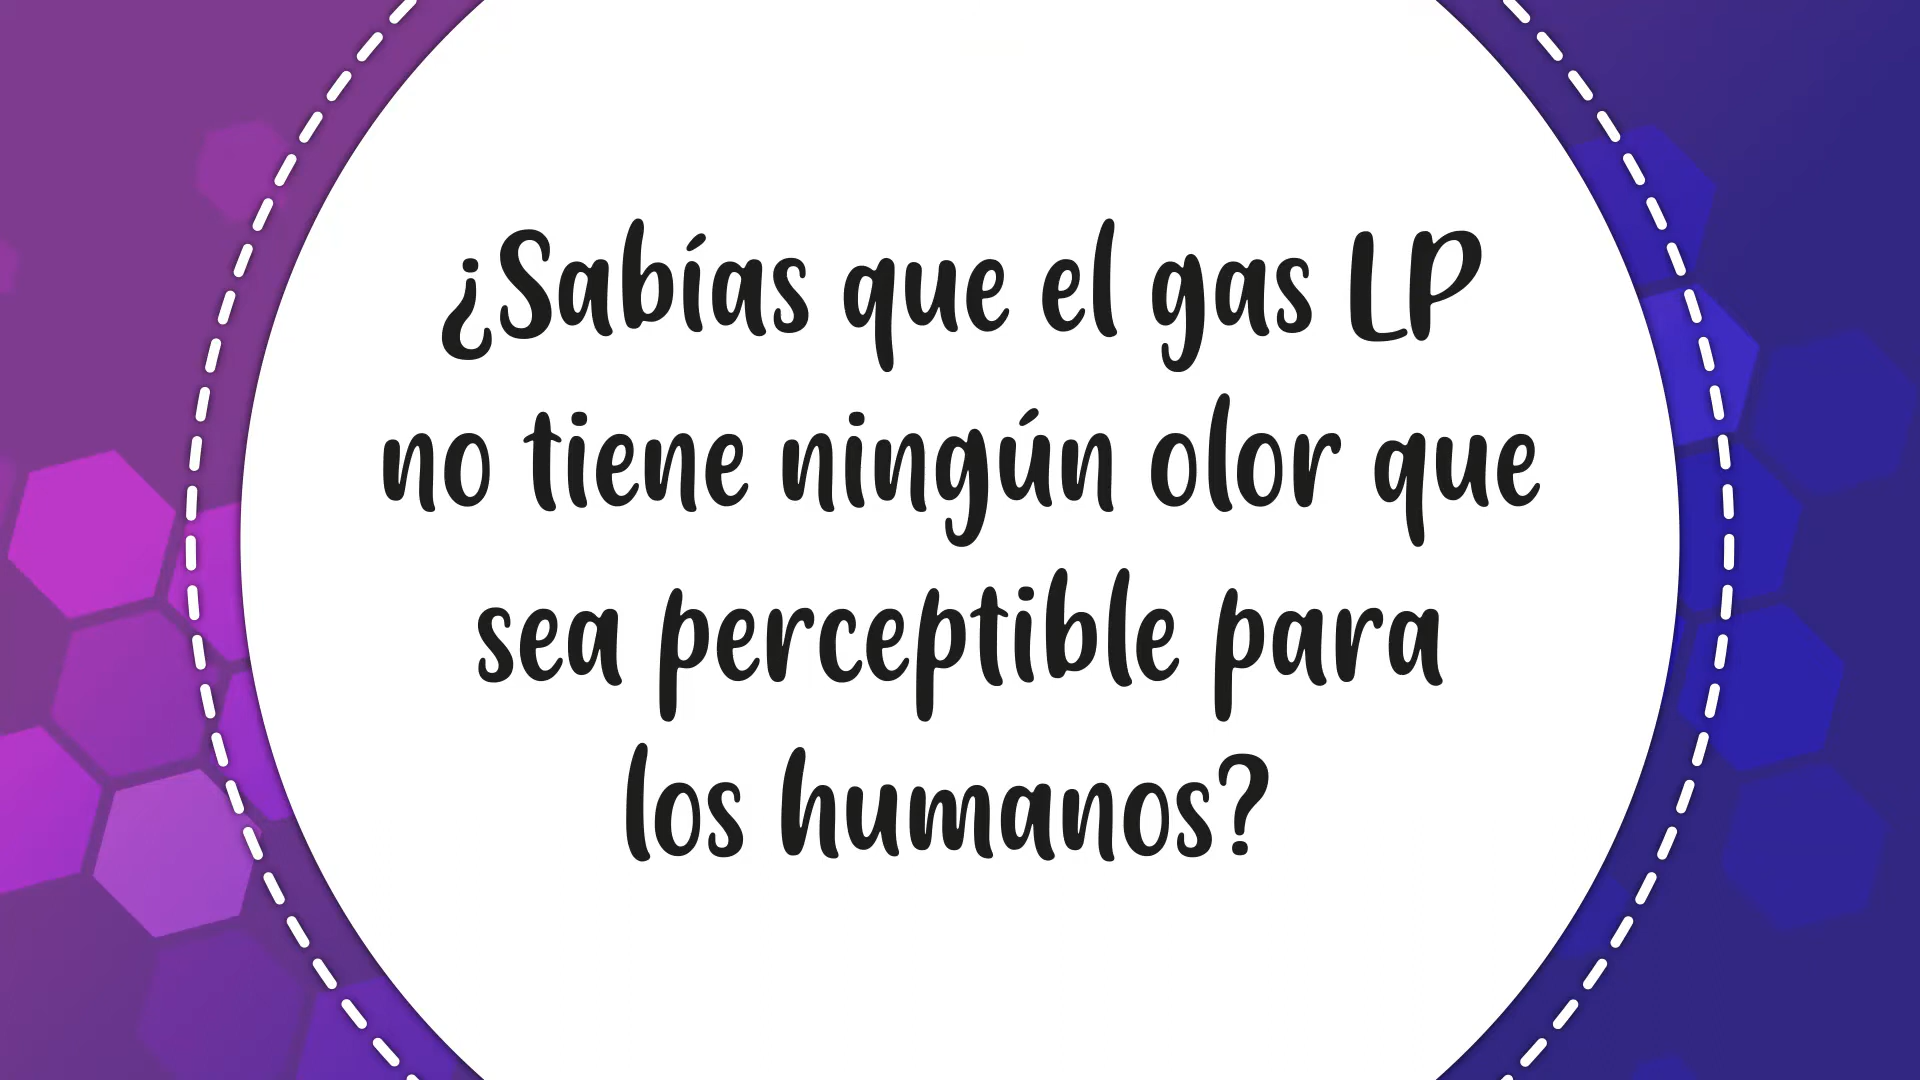 ¿Sabías que el gas LP
no tiene ningún olor que
sea perceptible para
los humanos?